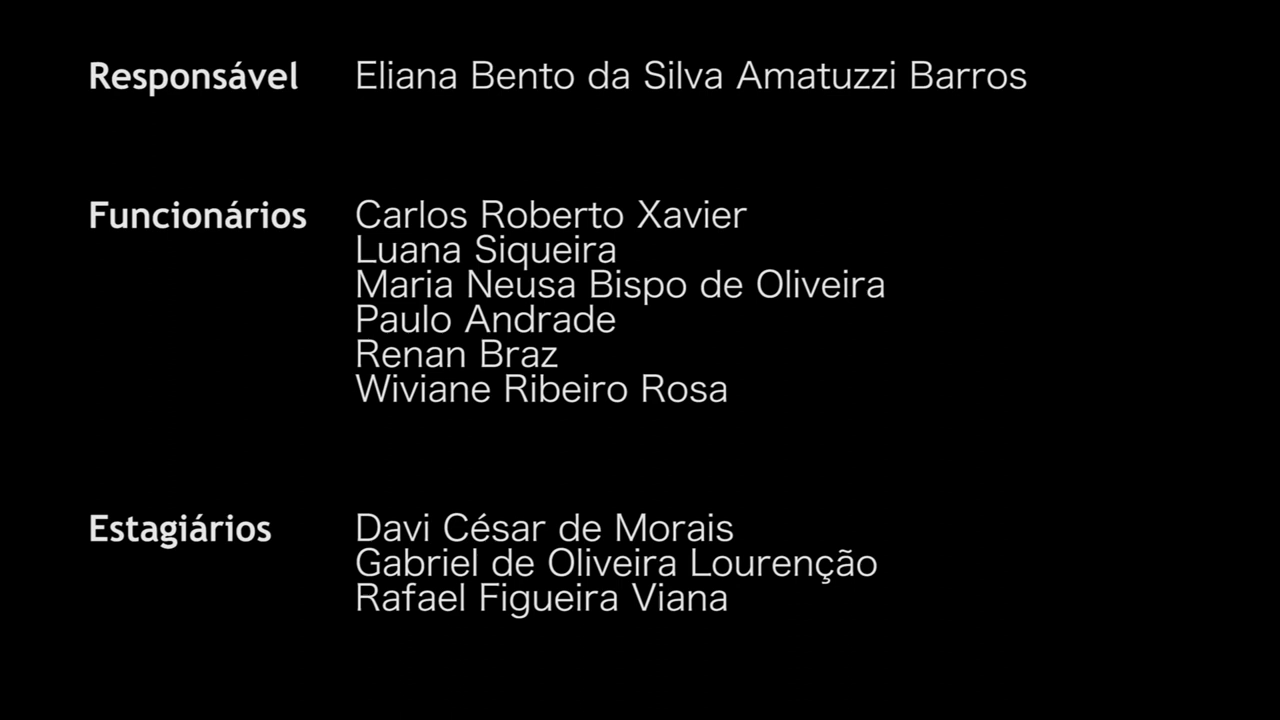 Responsável Eliana Bento da Silva Amatuzzi Barros
Funcionários Carlos Roberto Xavier
Luana Siqueira
Maria Neusa Bispo de Oliveira
Paulo Andrade
Renan Braz
Wiviane Ribeiro Rosa
Estagiários Davi César de Morais
Gabriel de Oliveira Lourenção
Rafael Figueira Viana